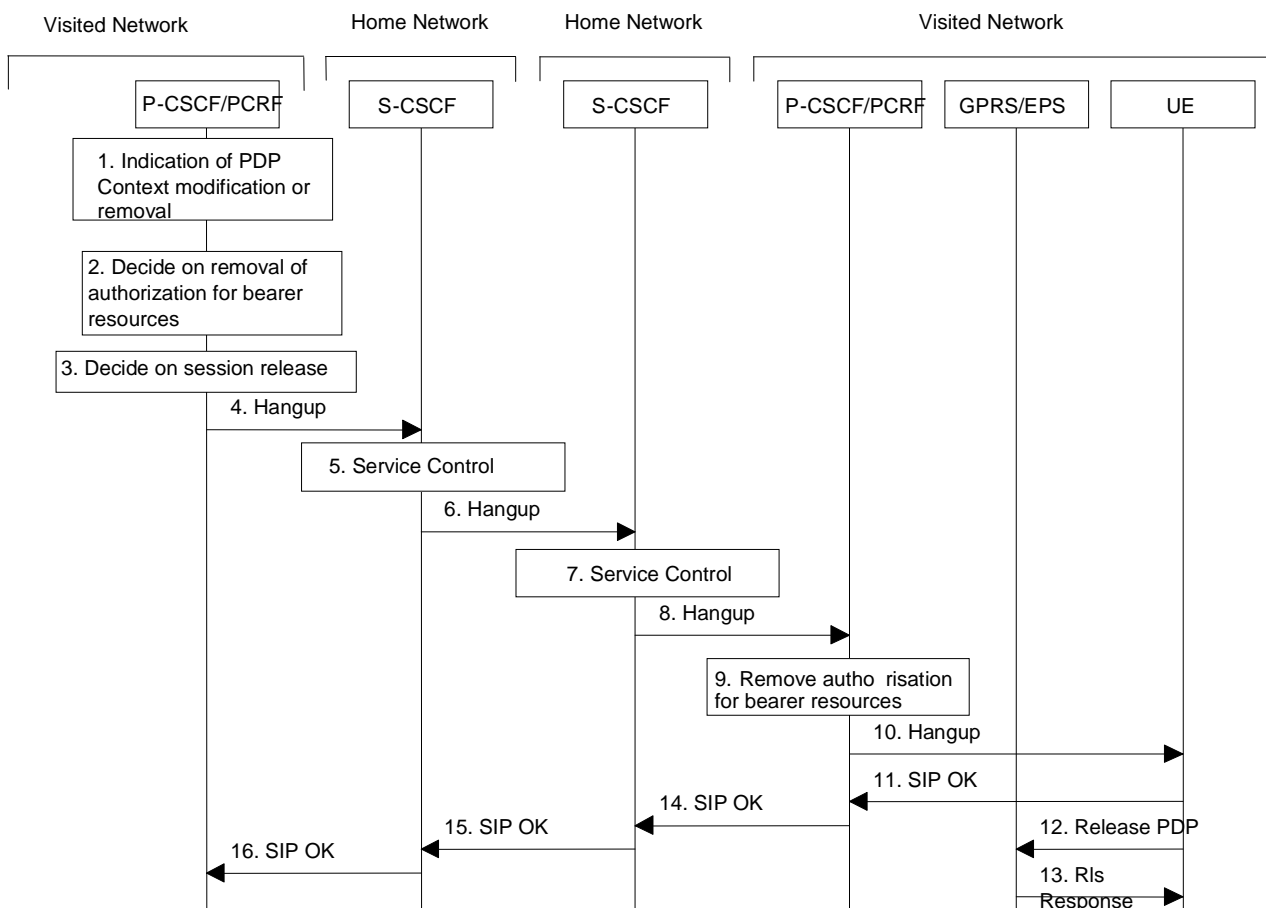 Visited Network
Home Network
Home Network
Visited Network
P-CSCF/PCRF
S-CSCF
S-CSCF
P-CSCF/PCRF
GPRS/EPS
UE
1. Indication of PDP
Context modification or
removal
2. Decide on removal of
authorization for bearer
resources
3. Decide on session release
4. Hangup
5. Service Control
6. Hangup
7. Service Control
8. Hangup
9. Remove autho risation
for bearer resources
10. Hangup
11. SIP OK
14. SIP OK
12. Release PDP
15. SIP OK
16. SIP OK
13. Rls
Response